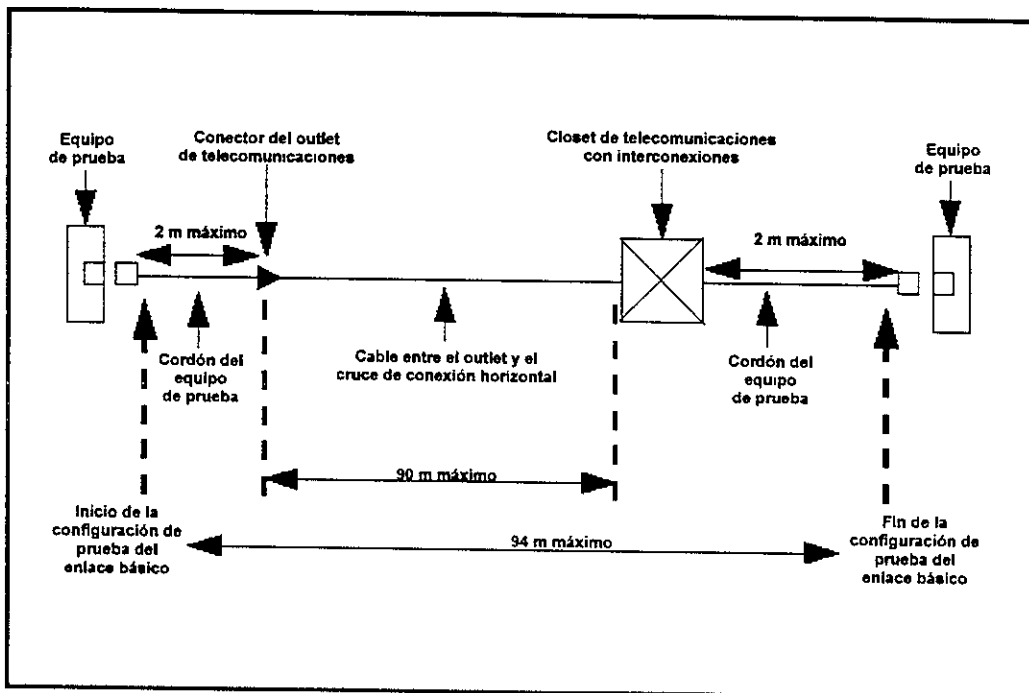 Equipo
de prueba
Conector del outlet
de telecomunicaciones
Closet de telecomunicaciones
con interconexiones
Equipo
de prueba
2 m máximo
2 m máximo
Cordón del
equipo
de prueba
Cable entre el outlet y el
cruce de conexión horizontal
Cordón del
equipo
de prueba
90 m máximo
Inicio de la
configuración de
prueba del
enlace básico
94 m máximo
Fin de la
configuración de
prueba del
enlace básico